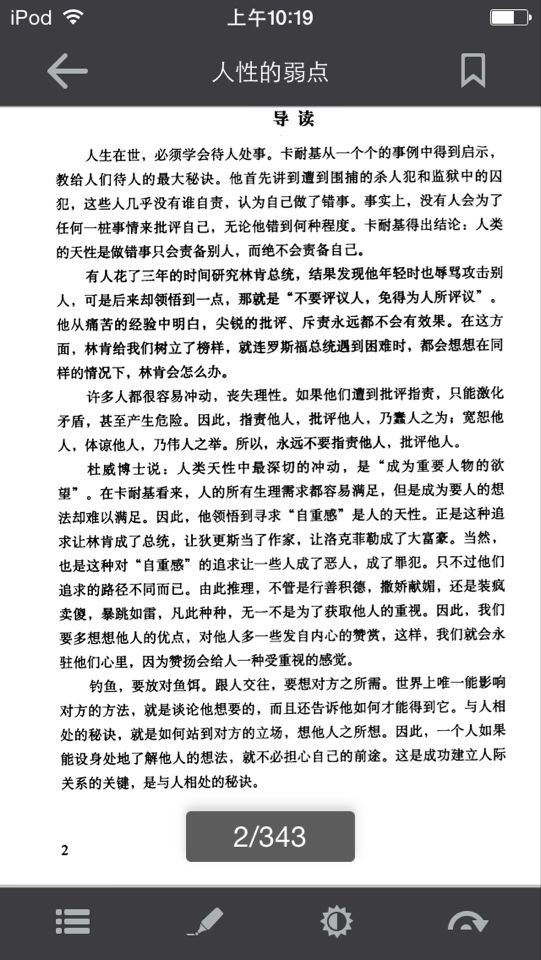 iPod 上午10:19
人性的弱点
导读
人生在世，必须学会待人处事。卡耐基从一个个的事例中得到启示，
教给人们待人的最大秘诀。他首先讲到遭到围捕的杀人犯和监狱中的囚
犯，这些人几乎没有谁自责，认为自己做了错事。事实上，没有人会为了
任何一桩事情来批评自己，无论他错到何种程度。卡耐基得出结论：人类
的天性是做错事只会责备别人，而绝不会责备自己。
有人花了三年的时间研究林肯总统，结果发现他年轻时也辱骂攻击别
人，可是后来却领悟到一点，那就是“不要评议人，免得为人所评议”。
他从痛苦的经验中明白，尖锐的批评、斥责永远都不会有效果。在这方
面，林肯给我们树立了榜样，就连罗斯福总统遇到困难时，都会想想在同
样的情况下，林肯会怎么办。
许多人都很容易冲动，丧失理性。如果他们遭到批评指责，只能激化
矛盾，甚至产生危险。因此，指责他人，批评他人，乃蠢人之为；宽恕他
人，体谅他人，乃伟人之举。所以，永远不要指责他人，批评他人。
杜威博士说：人类天性中最深切的冲动，是“成为重要人物的欲
望”。在卡耐基看来，人的所有生理需求都容易满足，但是成为要人的想
法却难以满足。因此，他领悟到寻求“自重感”是人的天性。正是这种追
求让林肯成了总统，让狄更斯当了作家，让洛克菲勒成了大富豪。当然，
也是这种对“自重感”的追求让一些人成了恶人，成了罪犯。只不过他们
追求的路径不同而已。由此推理，不管是行善积德，撒娇献媚，还是装疯
卖傻，暴跳如雷，凡此种种，无一不是为了获取他人的重视。因此，我们
要多想想他人的优点，对他人多一些发自内心的赞赏，这样，我们就会永
驻他们心里，因为赞扬会给人一种受重视的感觉。
钓鱼，要放对鱼饵。跟人交往，要想对方之所需。世界上唯一能影响
对方的方法，就是谈论他想要的，而且还告诉他如何才能得到它。与人相
处的秘诀，就是如何站到对方的立场，想他人之所想。因此，一个人如果
能设身处地了解他人的想法，就不必担心自己的前途。这是成功建立人际
关系的关键，是与人相处的秘诀。
2/343
2